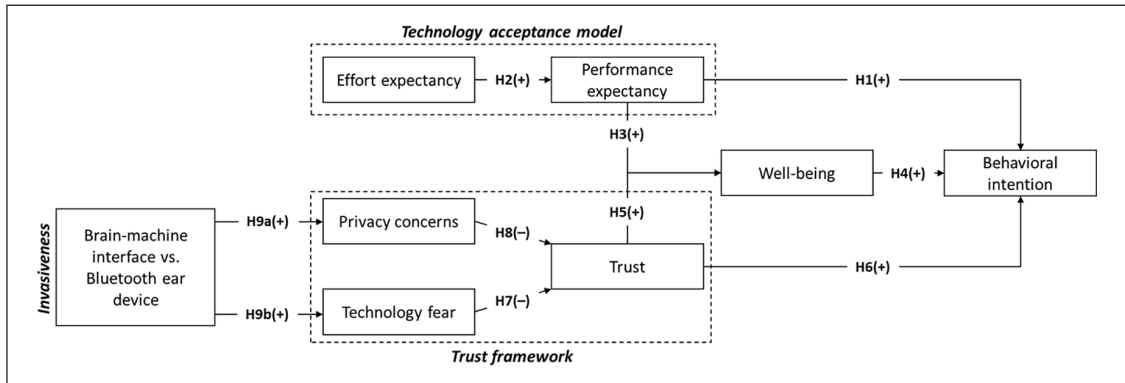 Technology acceptance model
Effort expectancy
H2(+)
Performance
expectancy
H1(+)
H3(+)
Well-being
H4(+)
Behavioral
intention
Invasiveness
Brain-machine
interface vs.
Bluetooth ear
device
H9a(+)
Privacy concerns
H8(–)
H5(+)
Trust
H6(+)
H9b(+)
Technology fear
H7(–)
Trust framework